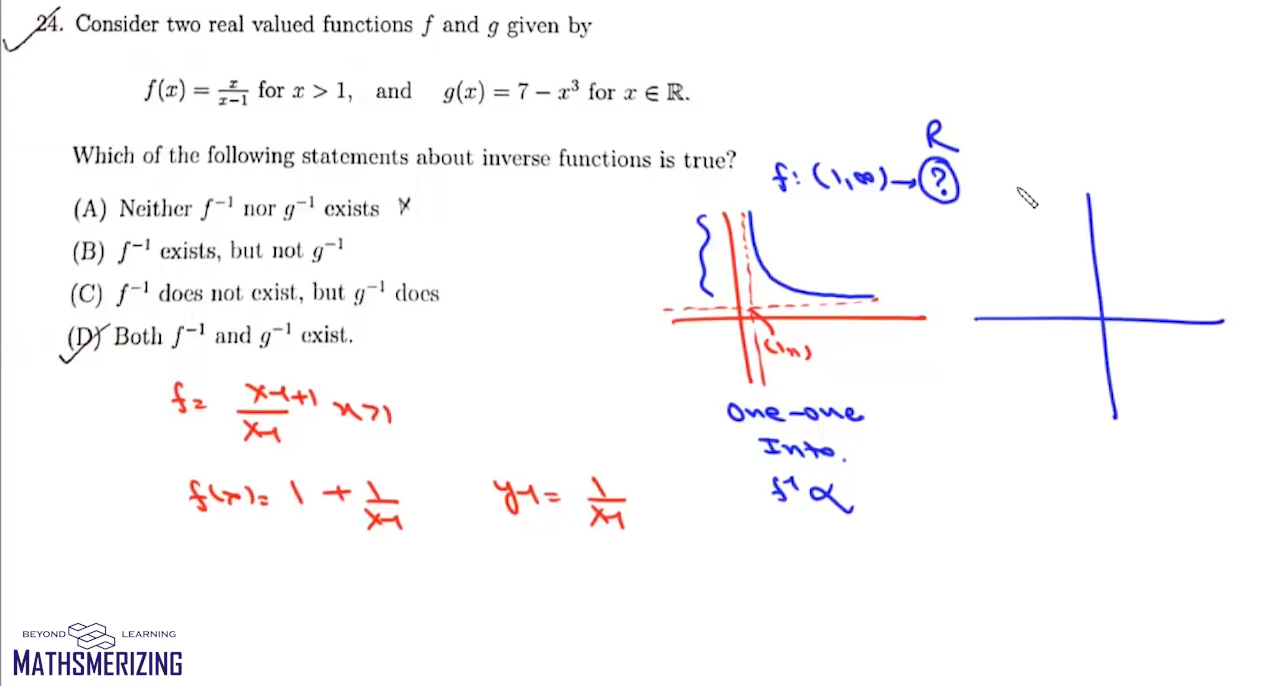 24. Consider two real valued functions f and g given by
f(x) = x/(x−1) for x > 1, and g(x) = 7 − x³ for x ∈ ℝ.
Which of the following statements about inverse functions is true?
(A) Neither f⁻¹ nor g⁻¹ exists ×
(B) f⁻¹ exists, but not g⁻¹
(C) f⁻¹ does not exist, but g⁻¹ does
(D) Both f⁻¹ and g⁻¹ exist.
R
f: (1, ∞) → ?
(1,1)
f = (x-1+1)/(x-1) x>1
One-one
Into.
f(x) = 1 + 1/(x-1)
y-1 = 1/(x-1)
f⁻¹
BEYOND LEARNING
MATHSMERIZING